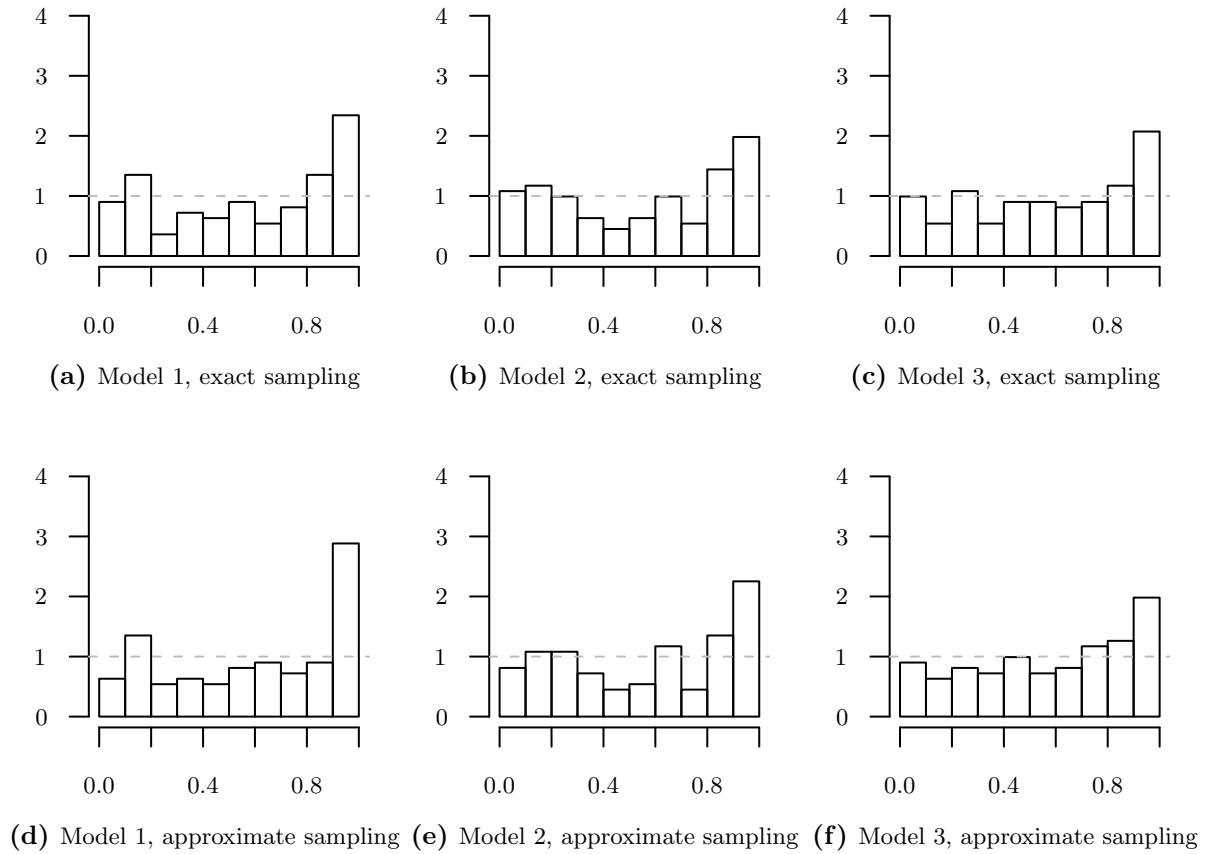 4 4 4
3 3 3
2 2 2
1 1 1
0 0 0
0.0 0.4 0.8 0.0 0.4 0.8 0.0 0.4 0.8
(a) Model 1, exact sampling (b) Model 2, exact sampling (c) Model 3, exact sampling
4 4 4
3 3 3
2 2 2
1 1 1
0 0 0
0.0 0.4 0.8 0.0 0.4 0.8 0.0 0.4 0.8
(d) Model 1, approximate sampling (e) Model 2, approximate sampling (f) Model 3, approximate sampling